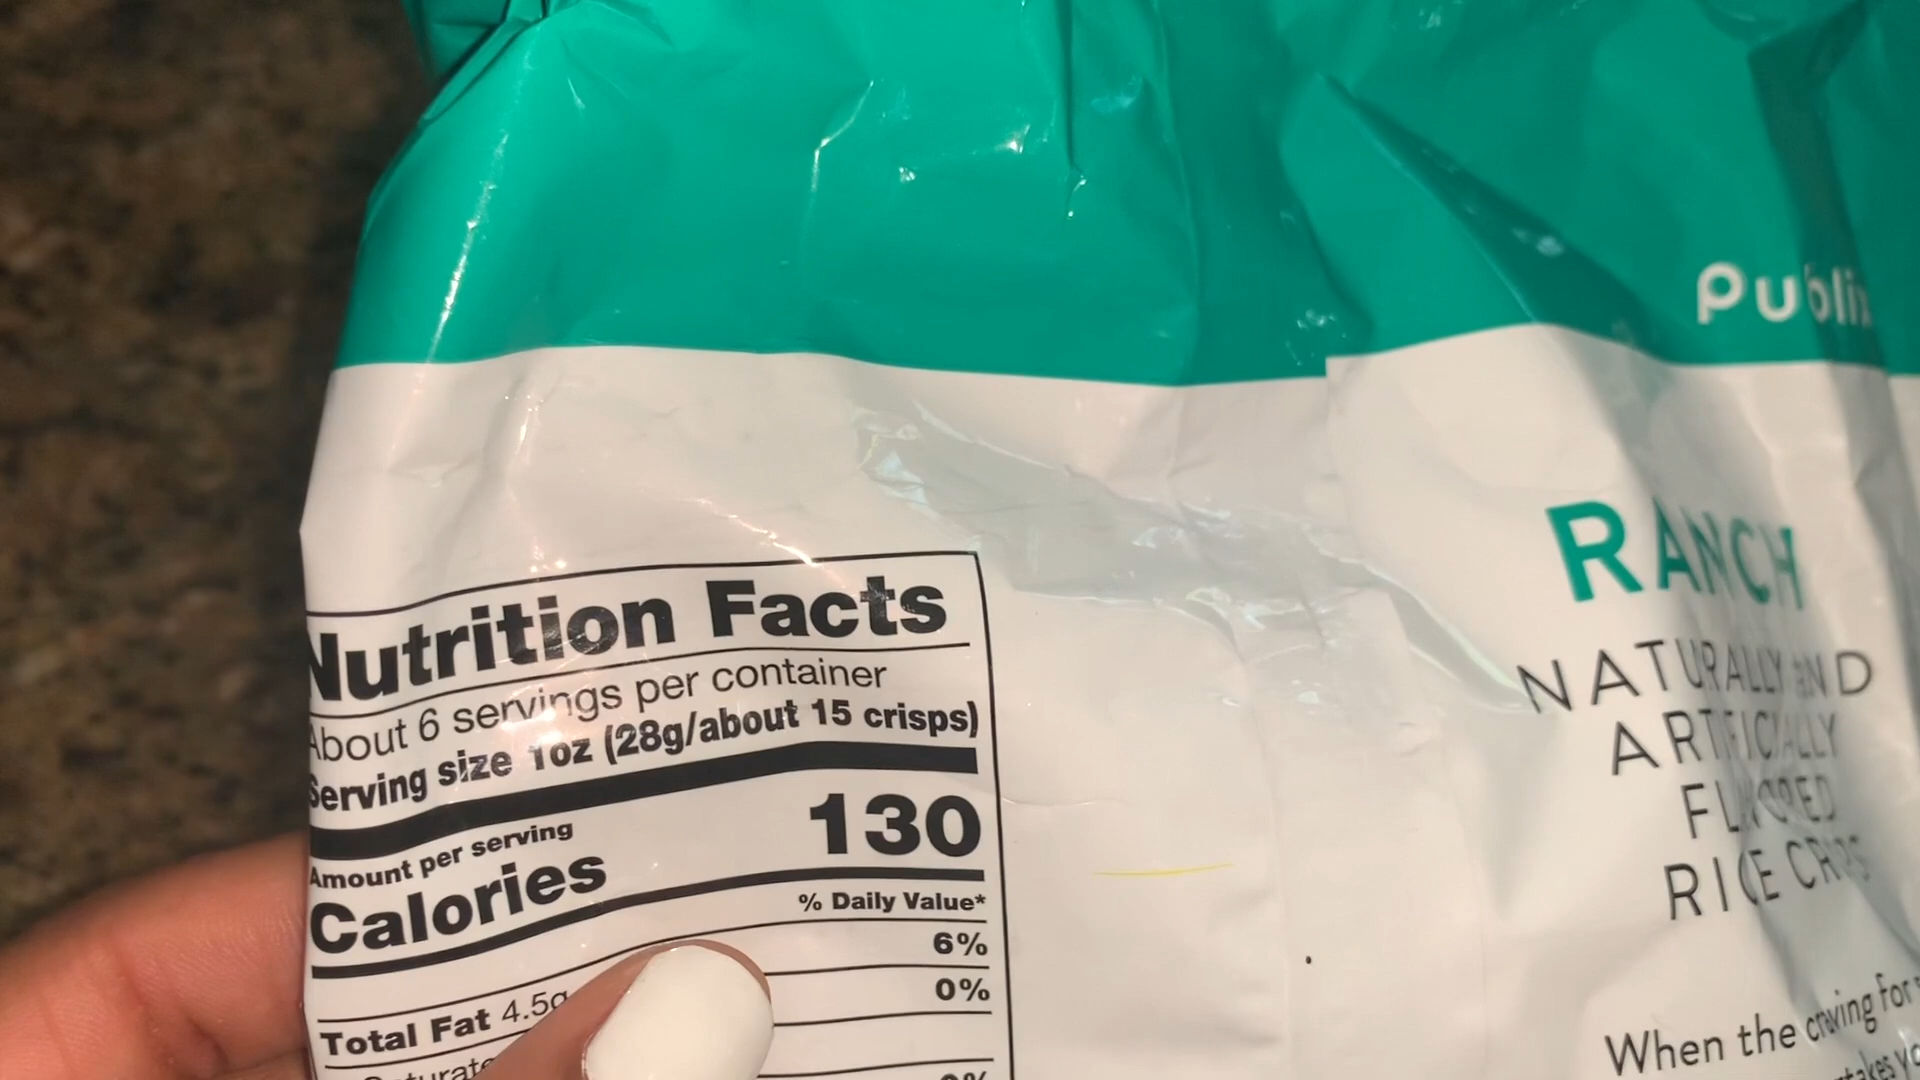 Publix
Nutrition Facts
About 6 servings per container
Serving size 1oz (28g/about 15 crisps)
Amount per serving
Calories 130
% Daily Value*
Total Fat 4.5g 6%
0%
0%
RANCH
NATURALLY AND
ARTIFICIALLY
FLAVORED
RICE CRISPS
When the craving for